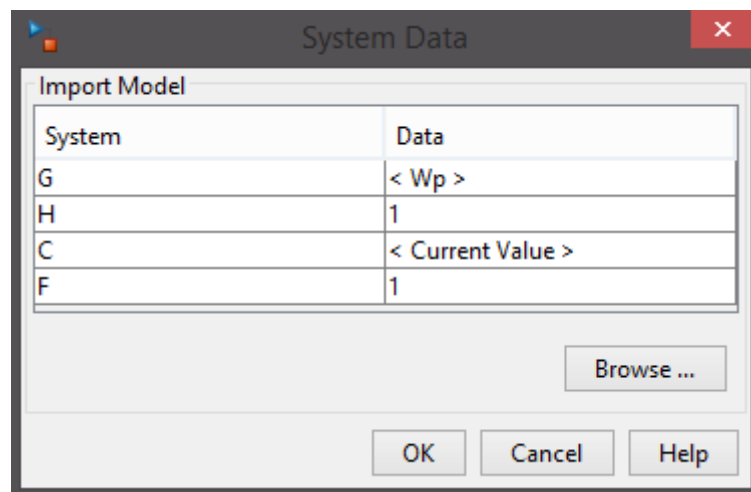 System Data
Import Model
System Data
G < Wp >
H 1
C < Current Value >
F 1
Browse ...
OK Cancel Help